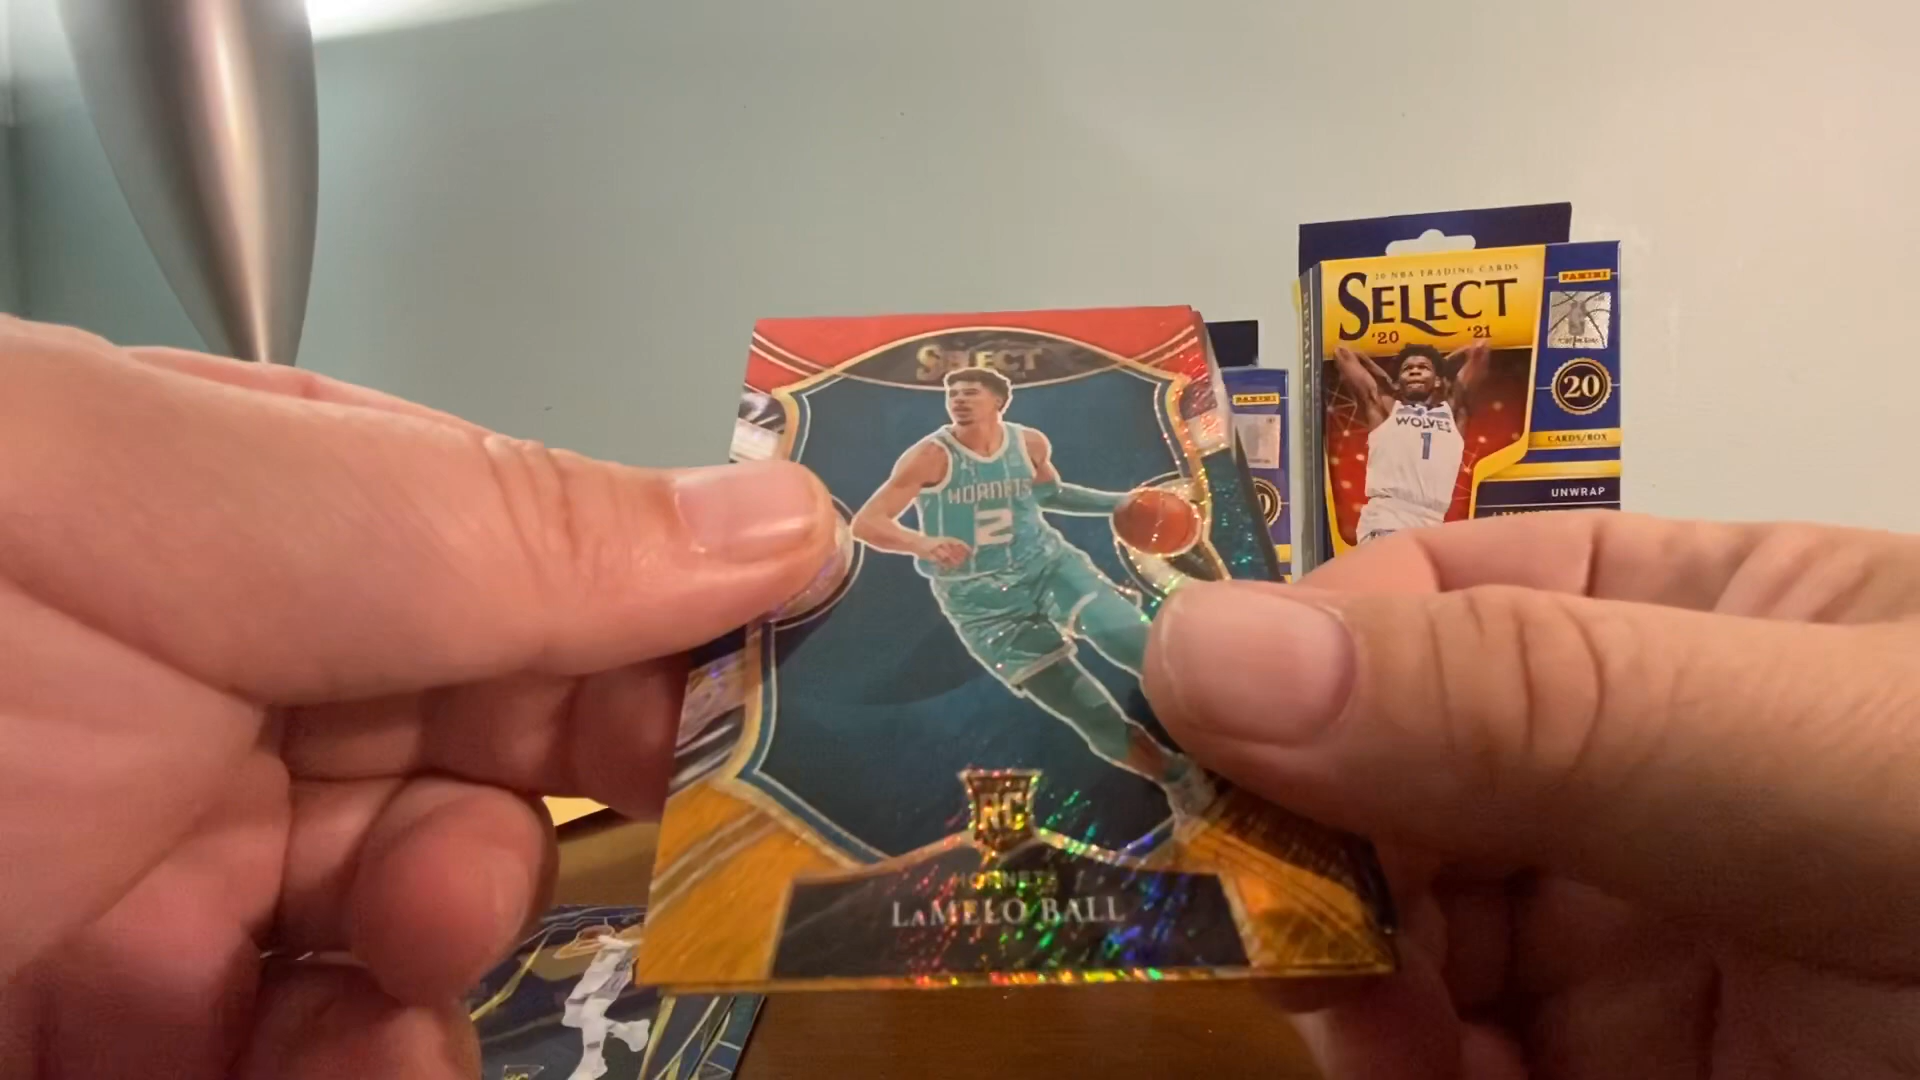 20 NBA TRADING CARDS
SELECT
'20 '21
PANINI
20
CARDS/BOX
UNWRAP
WOLVES
1
PANINI
SELECT
HORNETS
2
RC
HORNETS
LAMELO BALL